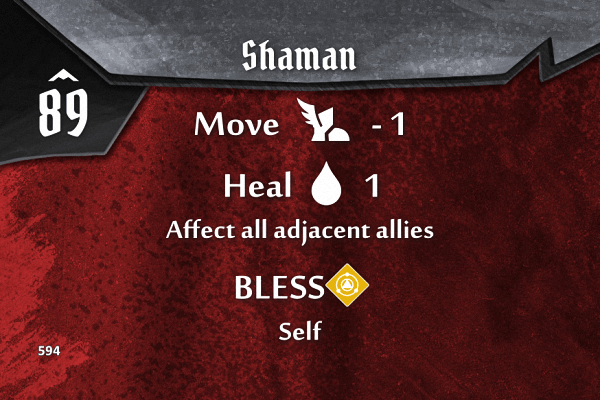 Shaman
89
Move - 1
Heal 1
Affect all adjacent allies
BLESS
Self
594